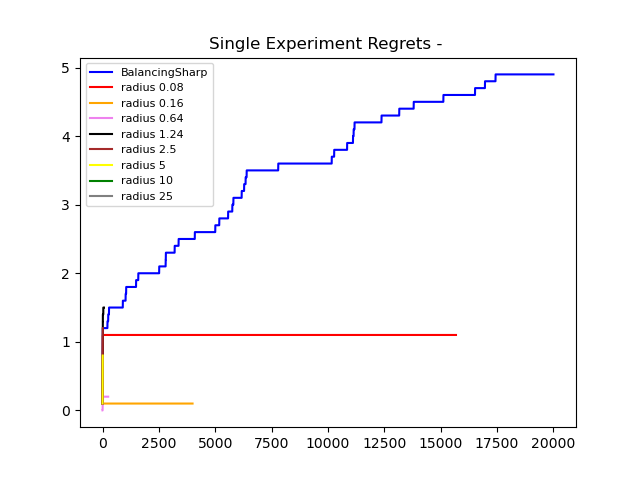 Single Experiment Regrets -
BalancingSharp
radius 0.08
radius 0.16
radius 0.64
radius 1.24
radius 2.5
radius 5
radius 10
radius 25
5
4
3
2
1
0
0 2500 5000 7500 10000 12500 15000 17500 20000